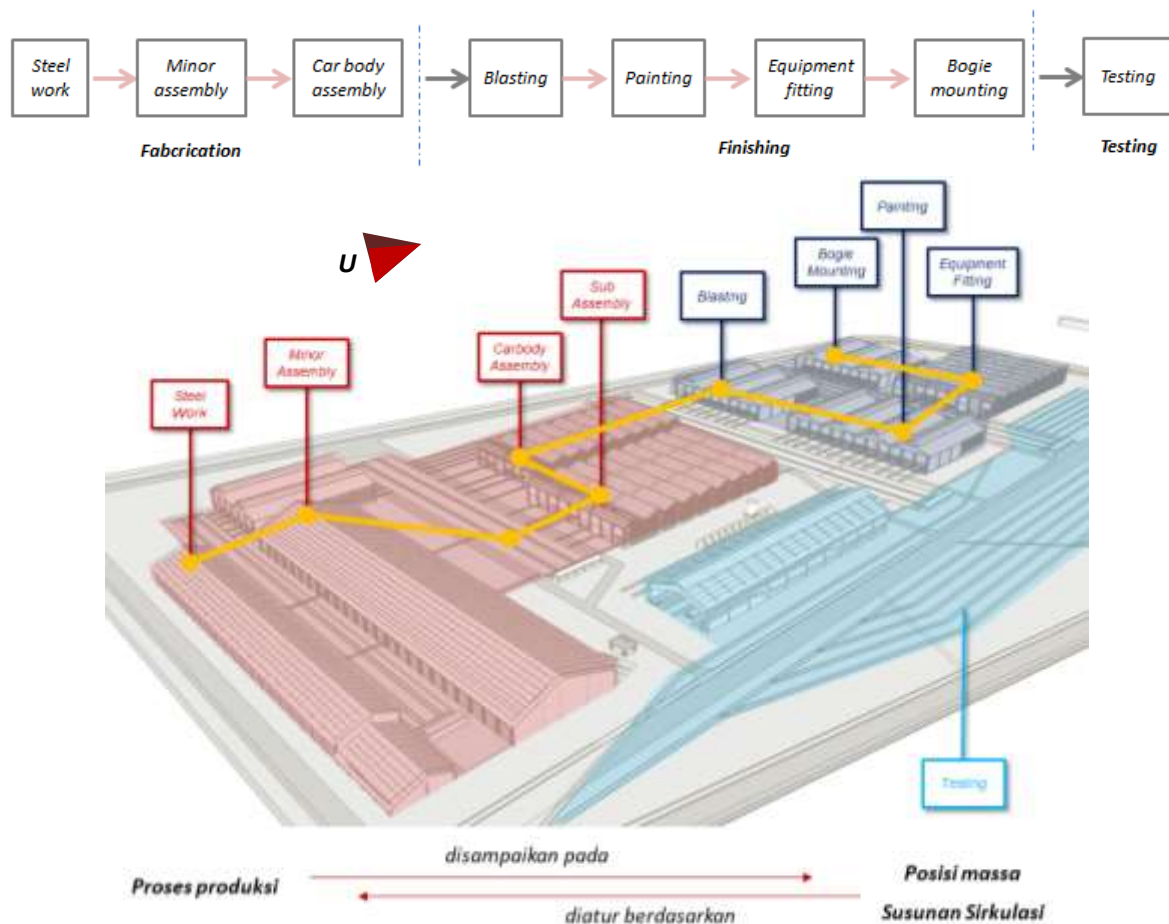 Steel
work
Minor
assembly
Car body
assembly
Blasting
Painting
Equipment
fitting
Bogie
mounting
Testing
Fabcrication
Finishing
Testing
U
Painting
Bogie
Mounting
Equipment
Fitting
Sub
Assembly
Blasting
Carbody
Assembly
Minor
Assembly
Steel
Work
Testing
disampaikan pada
Proses produksi
Posisi massa
diatur berdasarkan
Susunan Sirkulasi